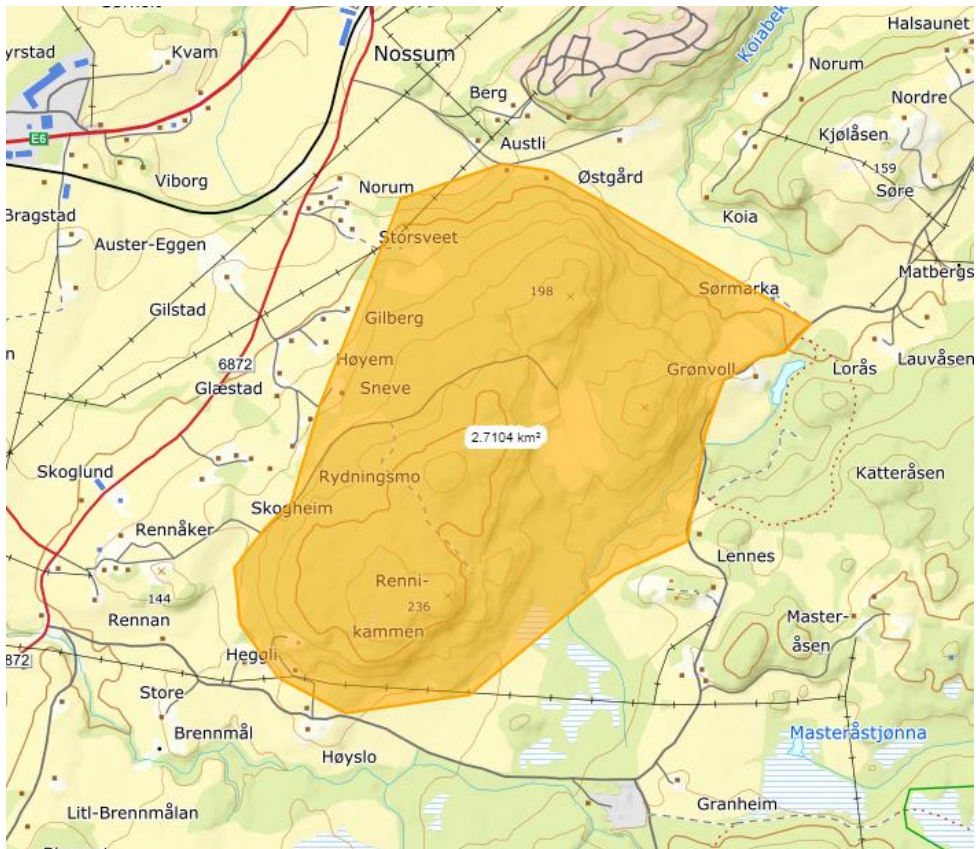 Kvam
Nossum
Halsaunet
Koiabek
Norum
Berg
Nordre
E6
Kjølåsen
Austli
159
Viborg
Norum
Østgård
Søre
Bragstad
Koia
Auster-Eggen
Storsveet
Matbergs
Sørmarka
198
Gilstad
Gilberg
6872
Høyem
Grønvoll
Lorås
Lauvåsen
Glæstad
Sneve
2.7104 km²
Skoglund
Rydningsmo
Katteråsen
Skogheim
Rennåker
Lennes
Renni-
144
236
Rennan
kammen
Master-
åsen
Heggli
872
Store
Brennmål
Masteråstjønna
Høyslo
Granheim
Litl-Brennmålan